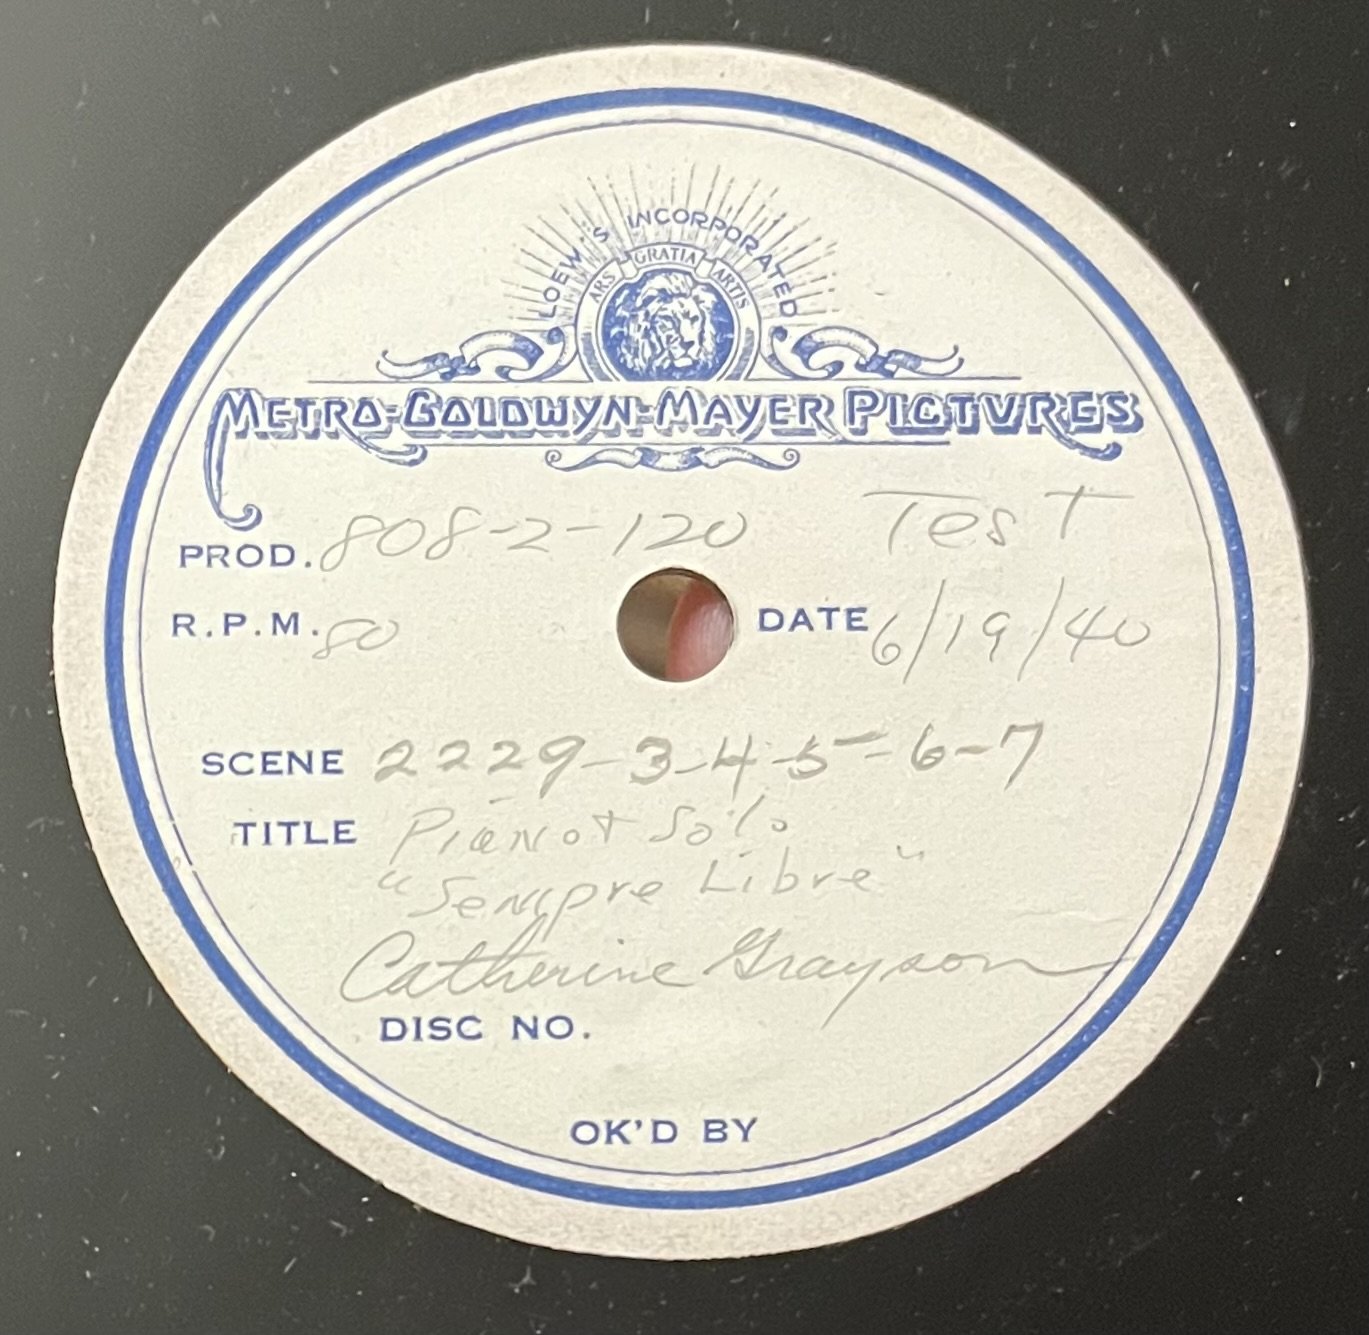 LOEW'S INCORPORATED
ARS GRATIA ARTIS
METRO-GOLDWYN-MAYER PICTVRES
PROD. 808-2-120 Test
R.P.M. 80 DATE 6/19/40
SCENE 2229-3-4-5-6-7
TITLE Piano + Solo
"Sempre Libre"
Catherine Grayson
DISC NO.
OK'D BY